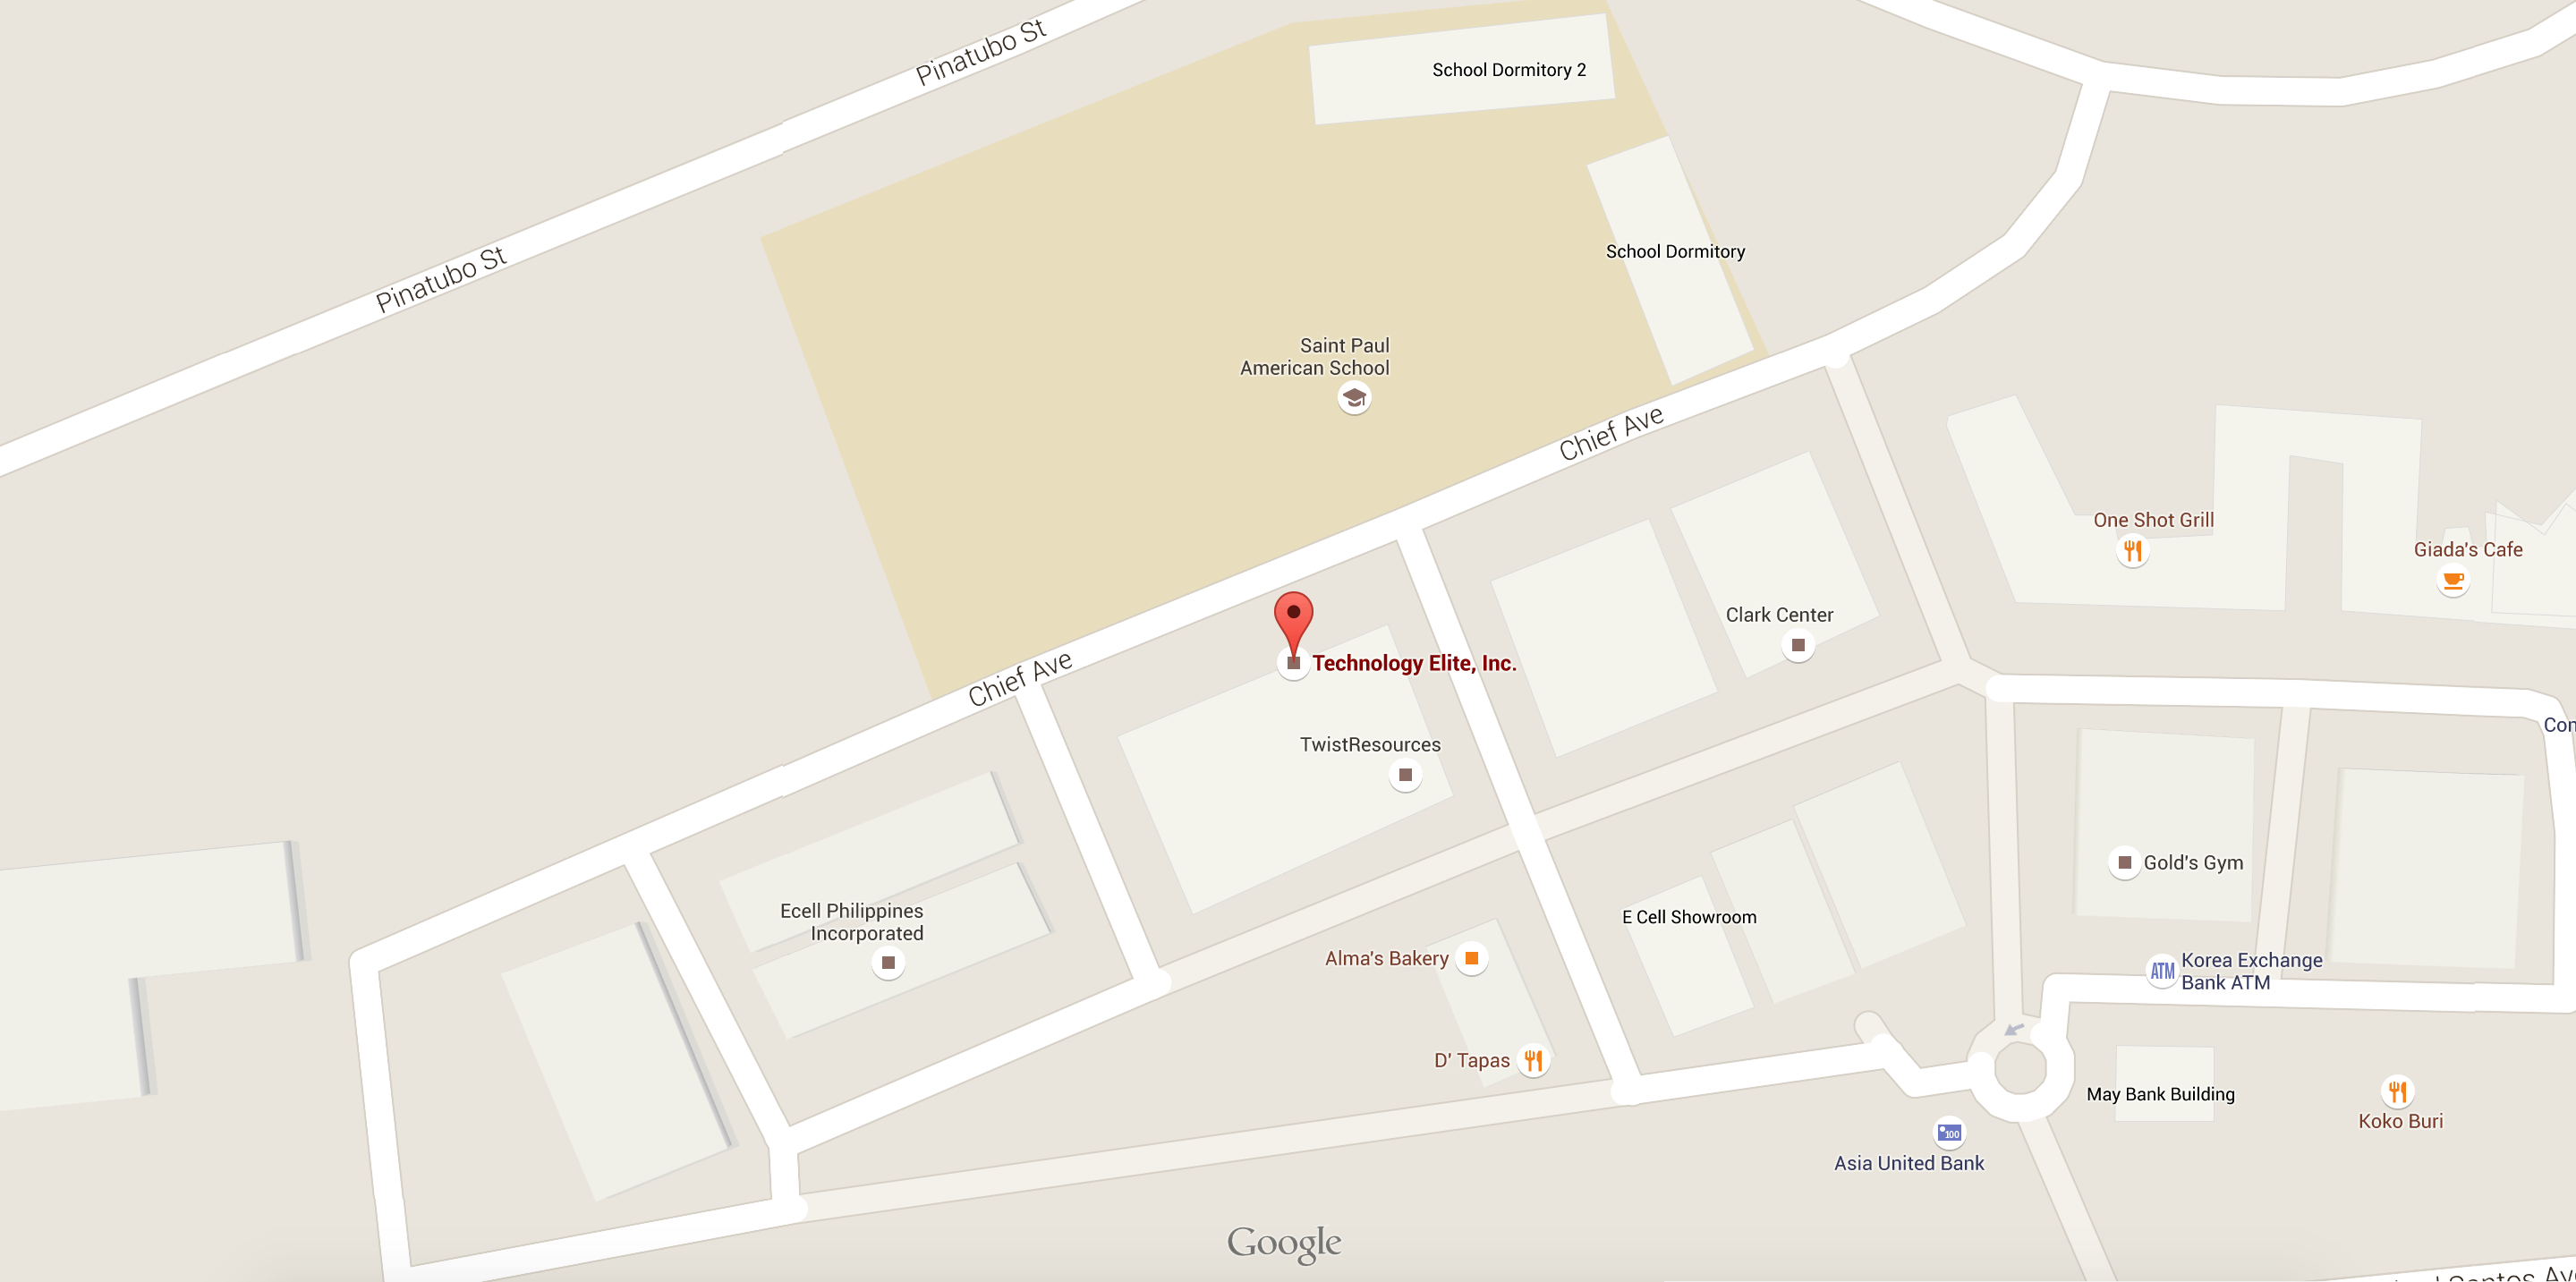 Pinatubo St
School Dormitory 2
School Dormitory
Pinatubo St
Saint Paul
American School
Chief Ave
One Shot Grill
Giada's Cafe
Clark Center
Technology Elite, Inc.
Chief Ave
TwistResources
Gold's Gym
Ecell Philippines
Incorporated
E Cell Showroom
Alma's Bakery
ATM
Korea Exchange
Bank ATM
D' Tapas
May Bank Building
Koko Buri
100
Asia United Bank
Google